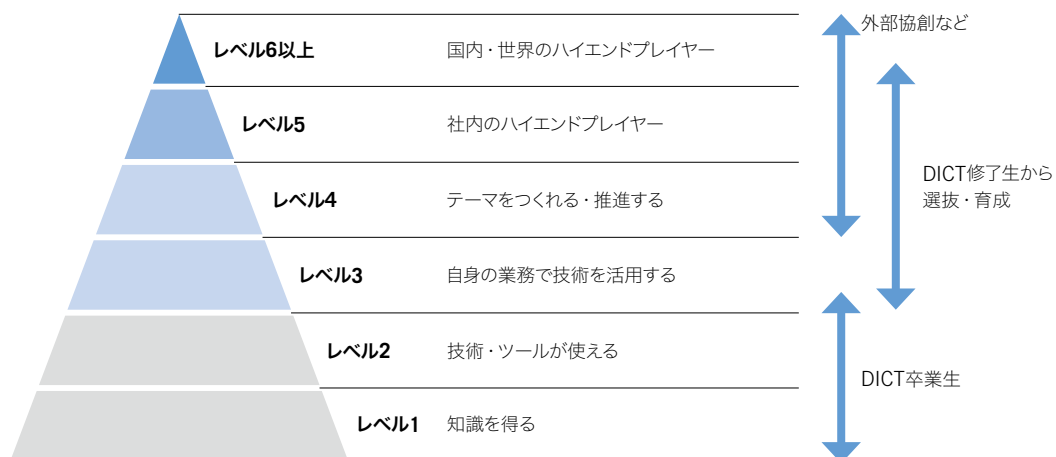 外部協創など
レベル6以上 国内・世界のハイエンドプレイヤー
レベル5 社内のハイエンドプレイヤー
DICT修了生から
選抜・育成
レベル4 テーマをつくれる・推進する
レベル3 自身の業務で技術を活用する
レベル2 技術・ツールが使える
DICT卒業生
レベル1 知識を得る